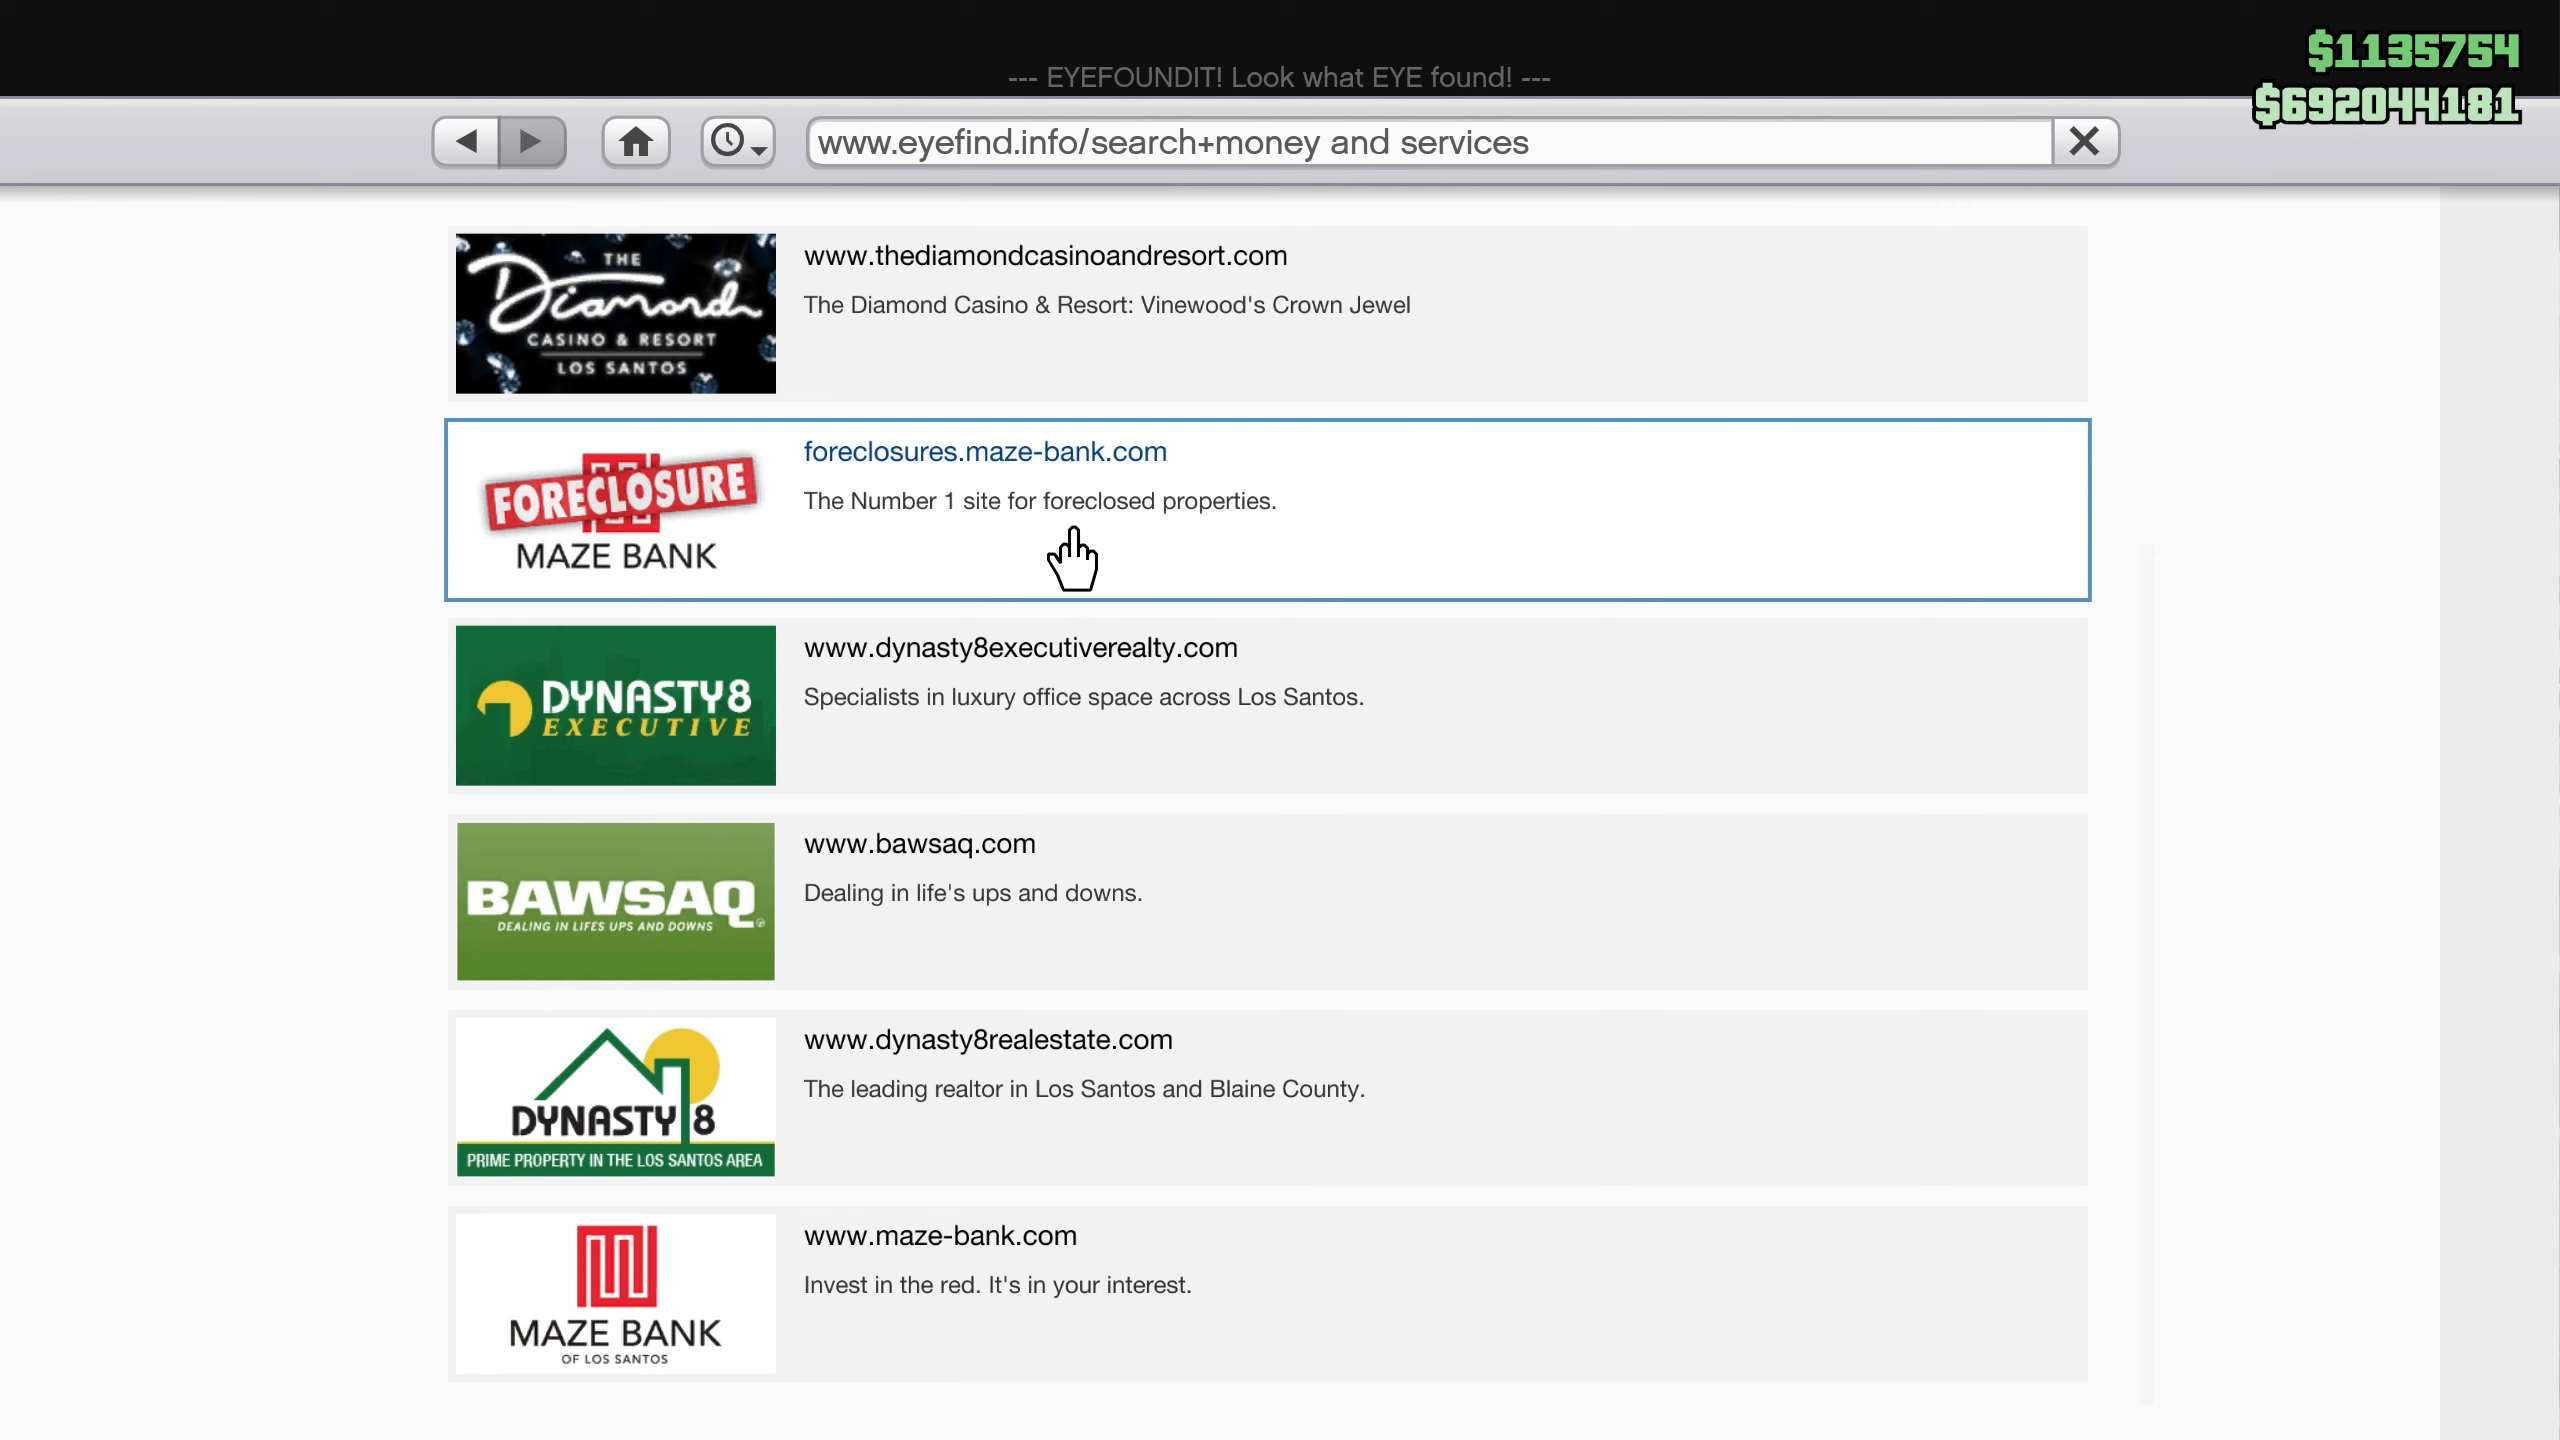 $1135754
--- EYEFOUNDIT! Look what EYE found! ---
$692044181
www.eyefind.info/search+money and services
THE
Diamond
CASINO & RESORT
LOS SANTOS
www.thediamondcasinoandresort.com
The Diamond Casino & Resort: Vinewood's Crown Jewel
FORECLOSURE
MAZE BANK
foreclosures.maze-bank.com
The Number 1 site for foreclosed properties.
DYNASTY8
EXECUTIVE
www.dynasty8executiverealty.com
Specialists in luxury office space across Los Santos.
BAWSAQ
DEALING IN LIFES UPS AND DOWNS
www.bawsaq.com
Dealing in life's ups and downs.
DYNASTY 8
PRIME PROPERTY IN THE LOS SANTOS AREA
www.dynasty8realestate.com
The leading realtor in Los Santos and Blaine County.
MAZE BANK
OF LOS SANTOS
www.maze-bank.com
Invest in the red. It's in your interest.